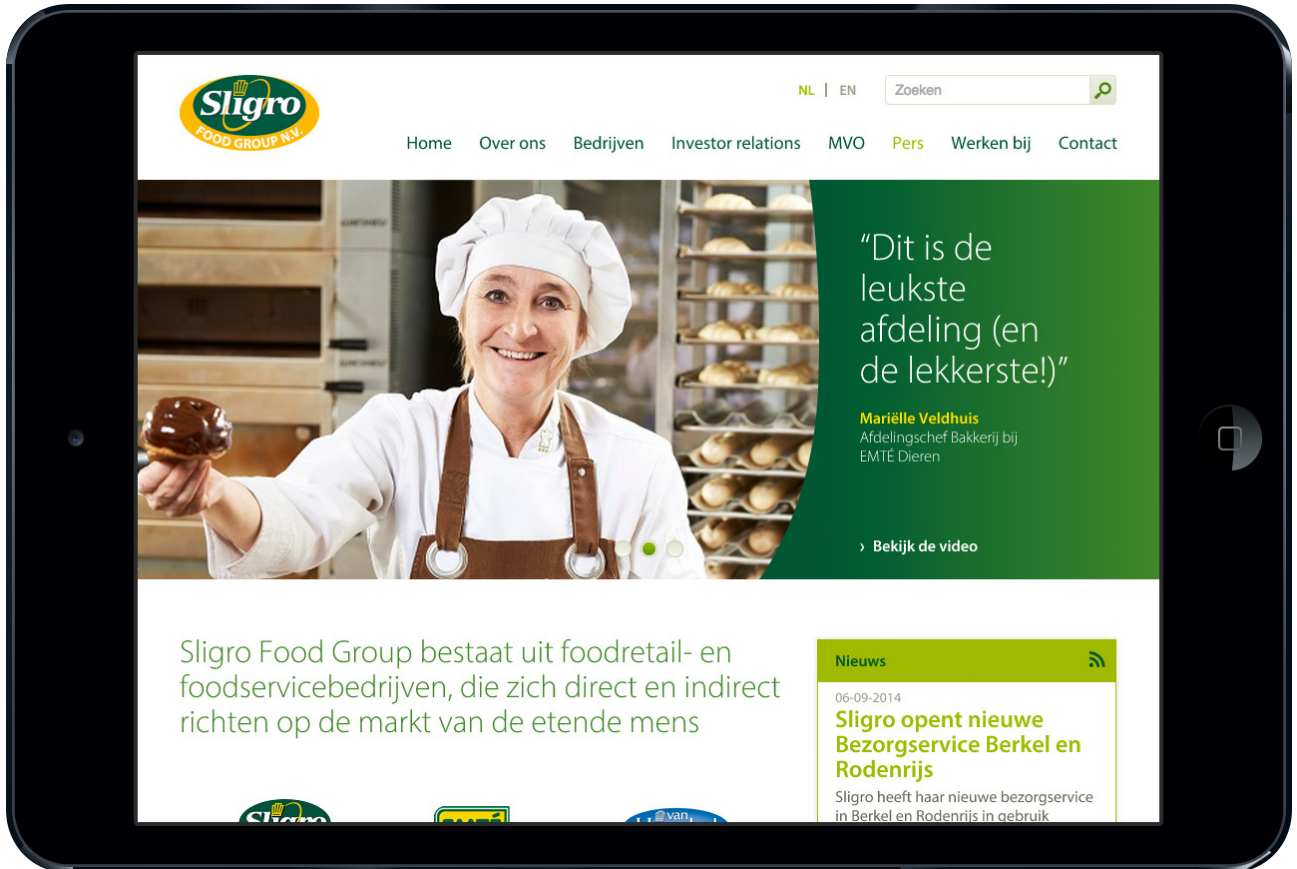 Sligro
FOOD GROUP N.V.
NL | EN
Zoeken
Home Over ons Bedrijven Investor relations MVO Pers Werken bij Contact
“Dit is de
leukste
afdeling (en
de lekkerste!)”
Mariëlle Veldhuis
Afdelingschef Bakkerij bij
EMTÉ Dieren
› Bekijk de video
Sligro Food Group bestaat uit foodretail- en
foodservicebedrijven, die zich direct en indirect
richten op de markt van de etende mens
Nieuws
06-09-2014
Sligro opent nieuwe
Bezorgservice Berkel en
Rodenrijs
Sligro heeft haar nieuwe bezorgservice
in Berkel en Rodenrijs in gebruik
Sligro
EMTÉ
van